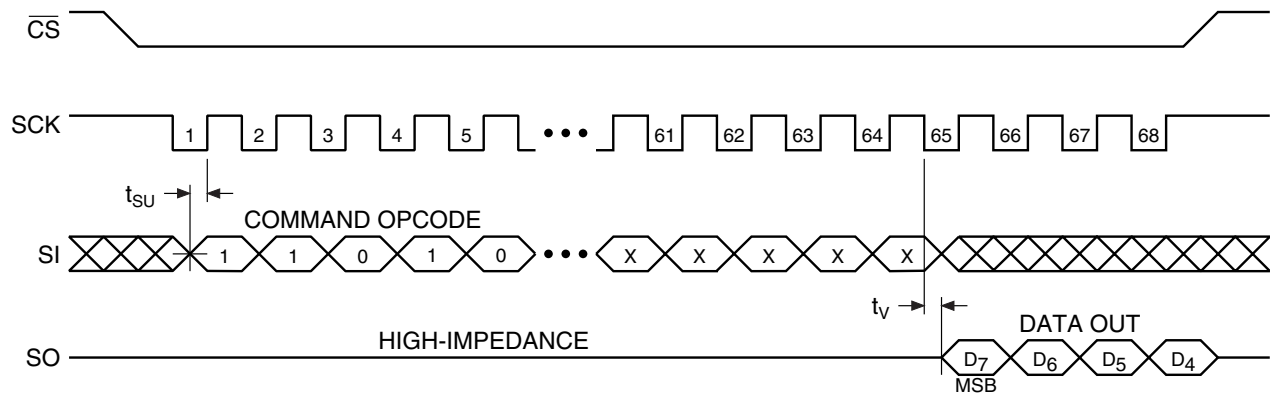 CS
SCK 1 2 3 4 5 ••• 61 62 63 64 65 66 67 68
tSU
COMMAND OPCODE
SI 1 1 0 1 0 ••• X X X X X
tV
HIGH-IMPEDANCE
DATA OUT
SO D7 D6 D5 D4
MSB